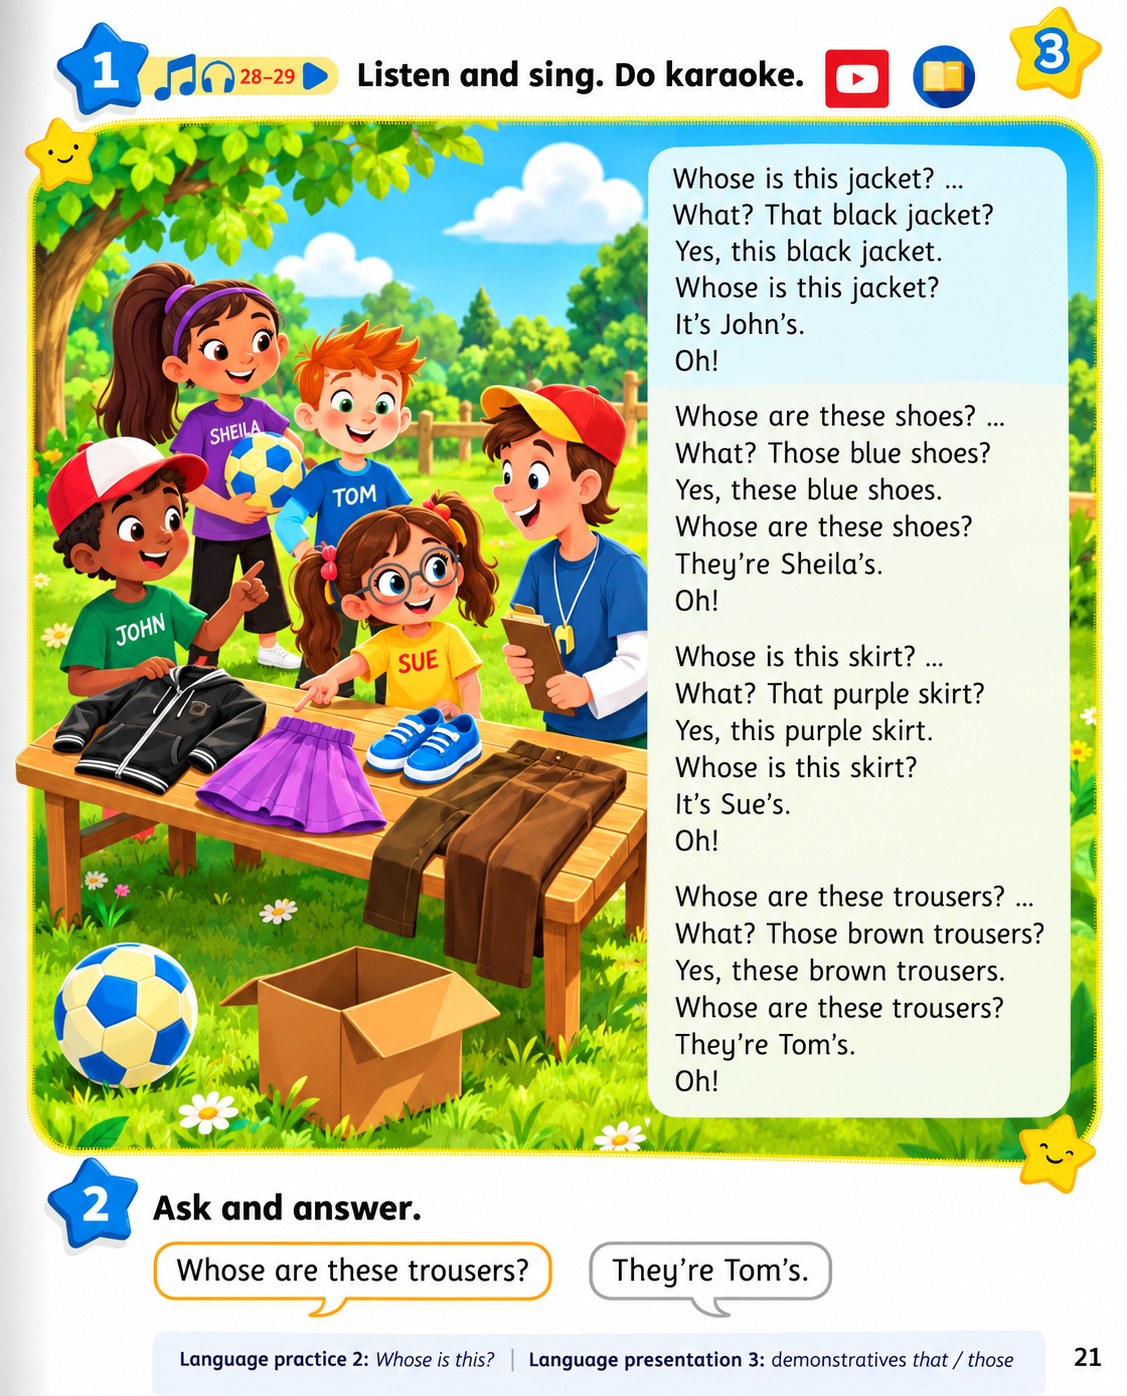 1
28–29
Listen and sing. Do karaoke.
3
SHEILA
TOM
JOHN
SUE
Whose is this jacket? ...
What? That black jacket?
Yes, this black jacket.
Whose is this jacket?
It's John's.
Oh!
Whose are these shoes? ...
What? Those blue shoes?
Yes, these blue shoes.
Whose are these shoes?
They're Sheila's.
Oh!
Whose is this skirt? ...
What? That purple skirt?
Yes, this purple skirt.
Whose is this skirt?
It's Sue's.
Oh!
Whose are these trousers? ...
What? Those brown trousers?
Yes, these brown trousers.
Whose are these trousers?
They're Tom's.
Oh!
2
Ask and answer.
Whose are these trousers?
They're Tom's.
Language practice 2: Whose is this? | Language presentation 3: demonstratives that / those
21